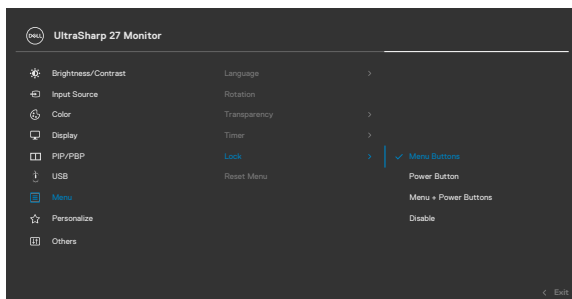 DELL UltraSharp 27 Monitor
Brightness/Contrast
Input Source
Color
Display
PIP/PBP
USB
Menu
Personalize
Others
Language
Rotation
Transparency
Timer
Lock
Reset Menu
Menu Buttons
Power Button
Menu + Power Buttons
Disable
Exit